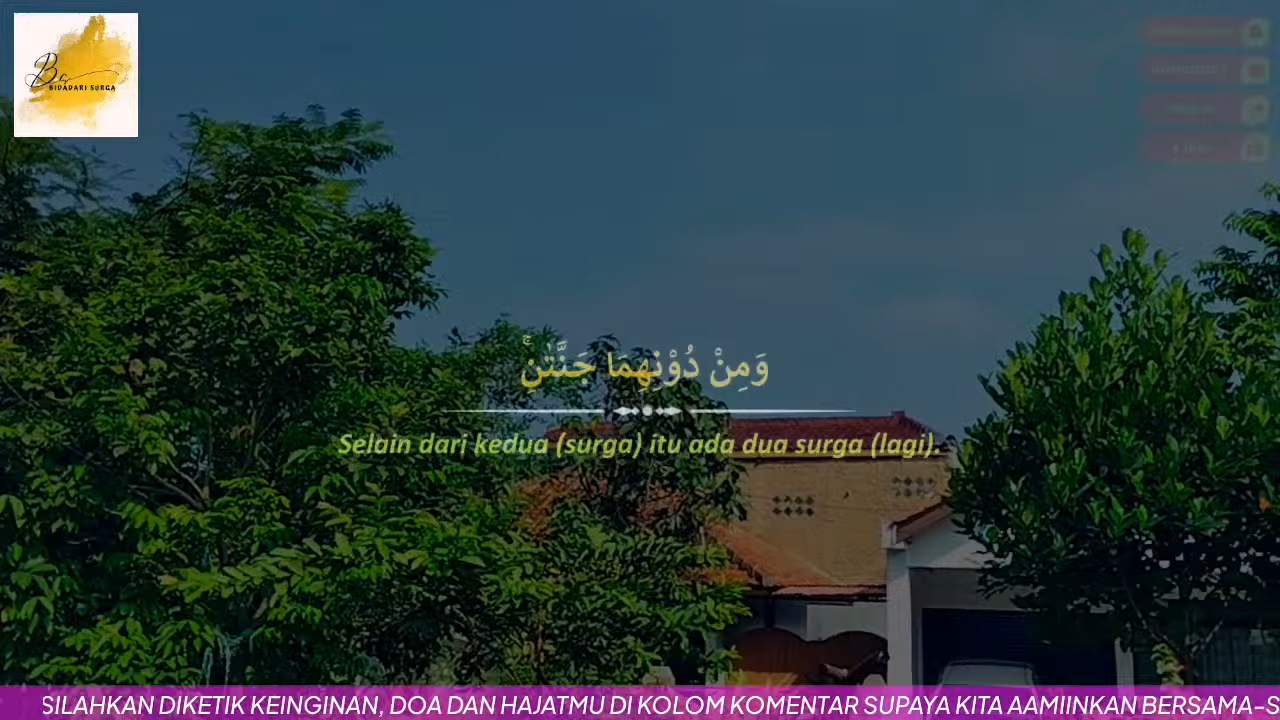 Bs
BIDADARI SURGA
وَمِنْ دُوْنِهِمَا جَنَّتٰنِۚ
Selain dari kedua (surga) itu ada dua surga (lagi).
SILAHKAN DIKETIK KEINGINAN, DOA DAN HAJATMU DI KOLOM KOMENTAR SUPAYA KITA AAMIINKAN BERSAMA-S